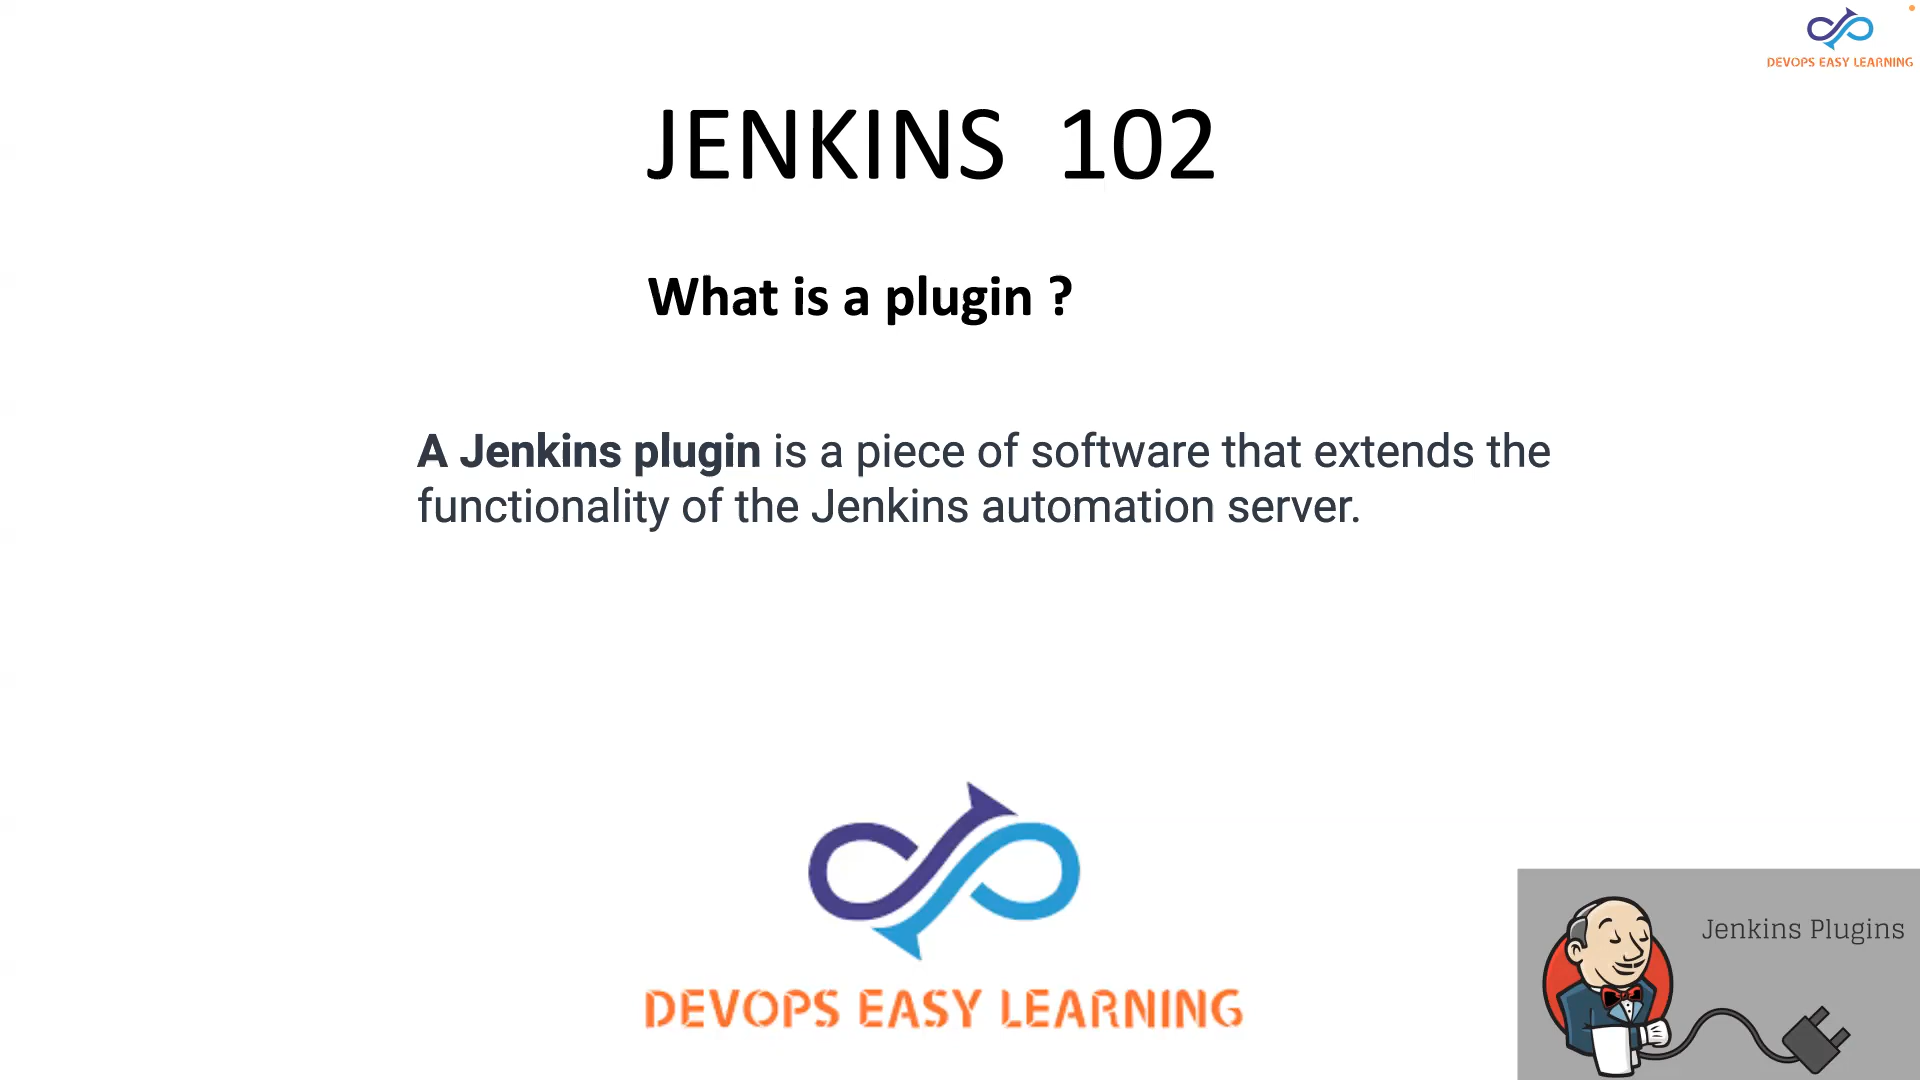 DEVOPS EASY LEARNING
JENKINS 102
What is a plugin ?
A Jenkins plugin is a piece of software that extends the
functionality of the Jenkins automation server.
DEVOPS EASY LEARNING
Jenkins Plugins